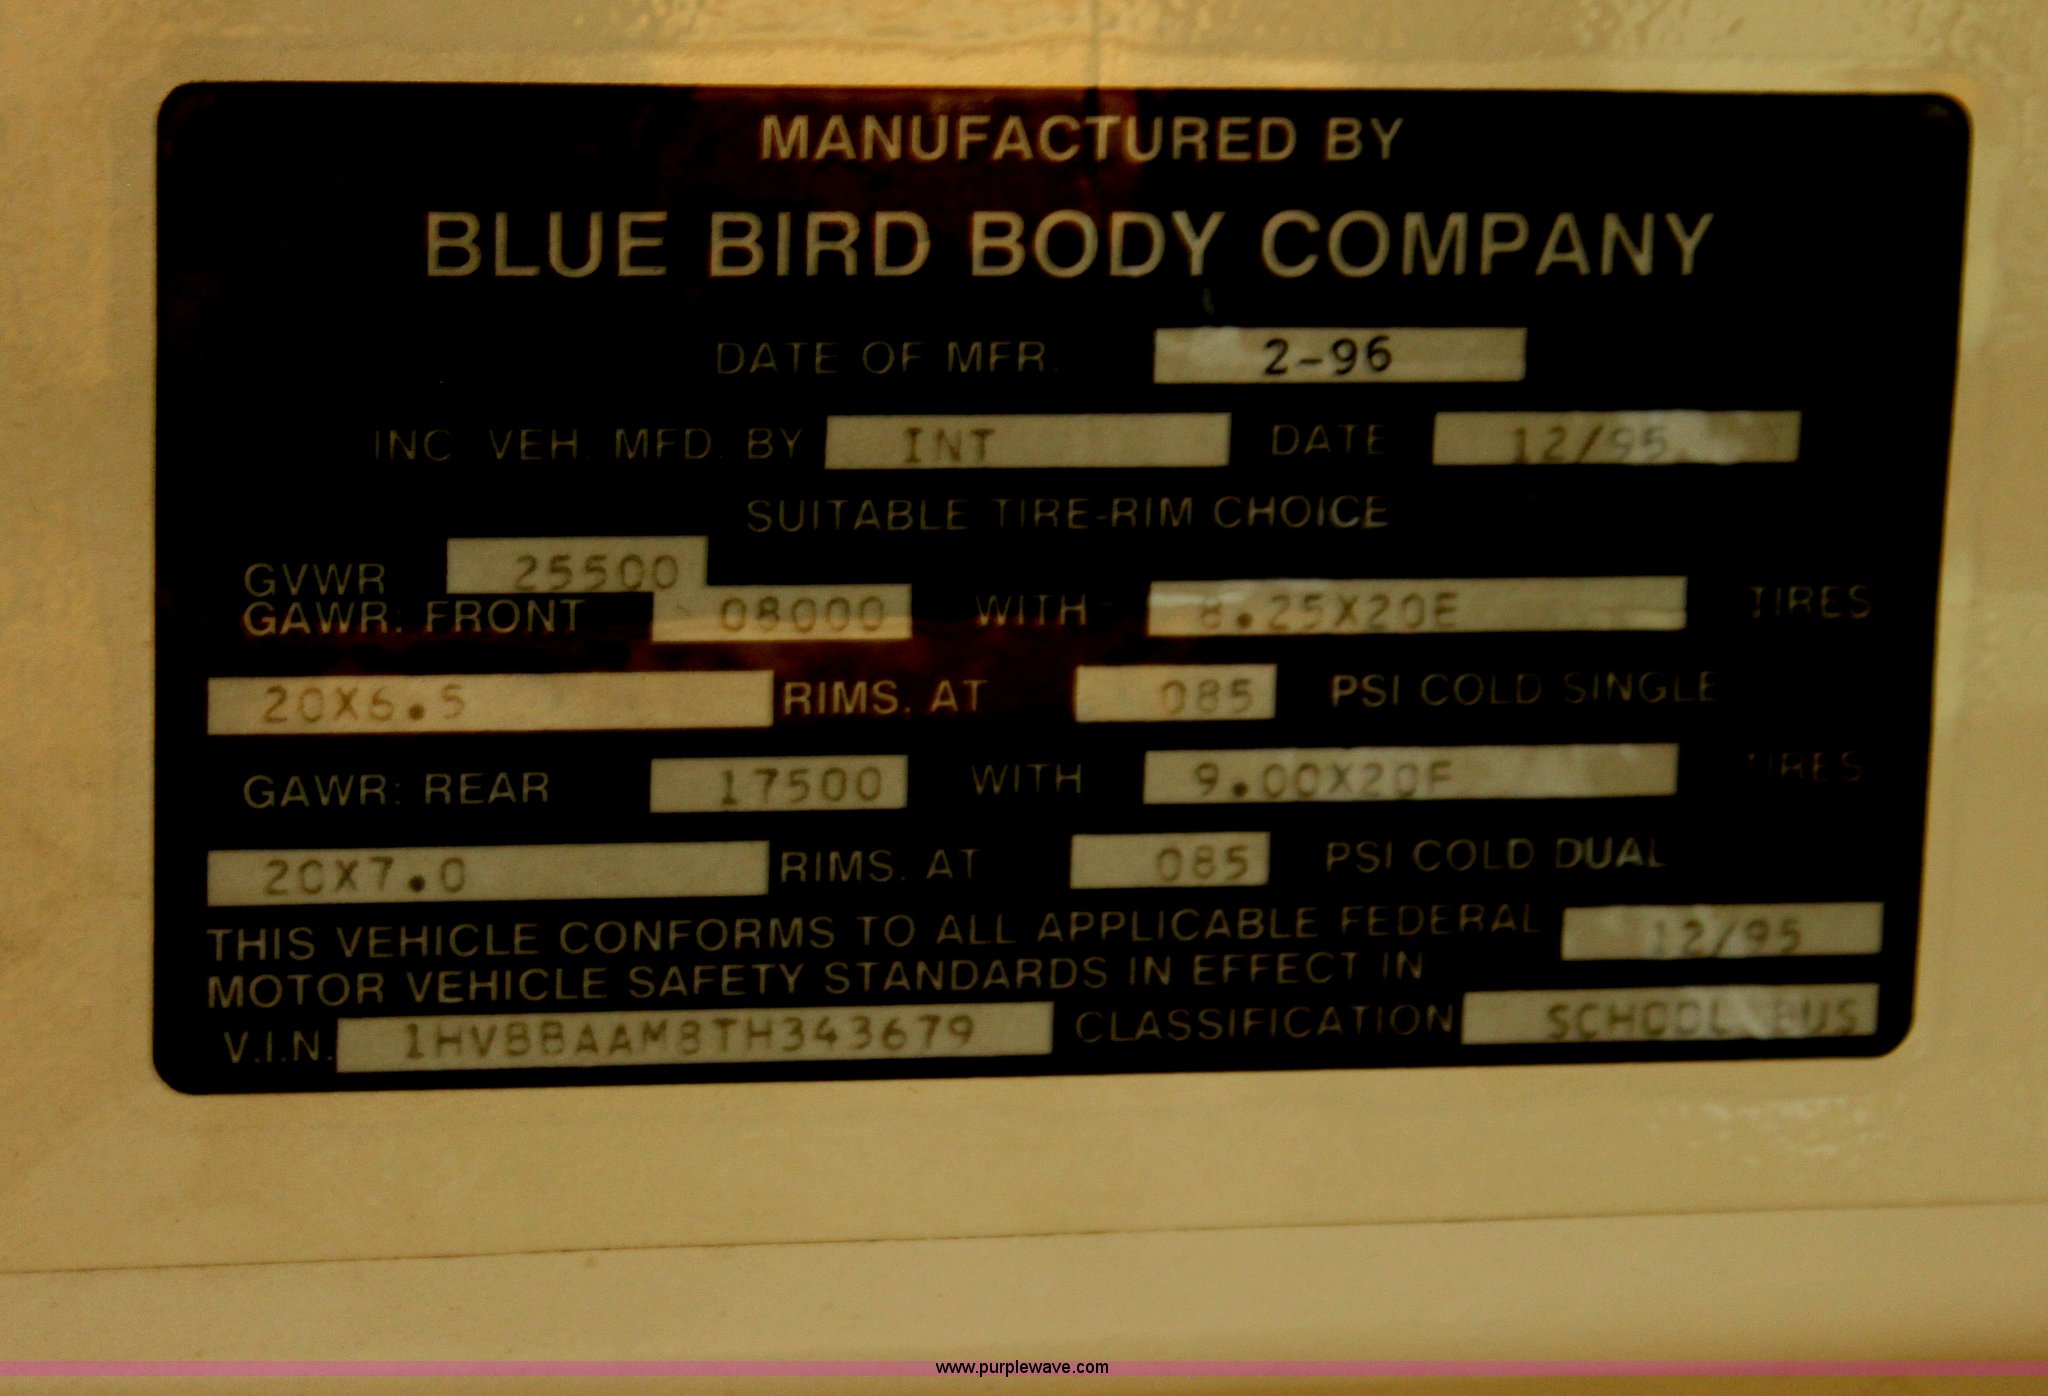 MANUFACTURED BY
BLUE BIRD BODY COMPANY
DATE OF MFR. 2-96
INC. VEH. MFD. BY INT DATE 12/95
SUITABLE TIRE-RIM CHOICE
GVWR 25500
GAWR: FRONT 08000 WITH 8.25X20E TIRES
20X6.5 RIMS. AT 085 PSI COLD SINGLE
GAWR: REAR 17500 WITH 9.00X20F TIRES
20X7.0 RIMS. AT 085 PSI COLD DUAL
THIS VEHICLE CONFORMS TO ALL APPLICABLE FEDERAL 12/95
MOTOR VEHICLE SAFETY STANDARDS IN EFFECT IN
V.I.N. 1HVBBAAM8TH343679 CLASSIFICATION SCHOOL BUS
www.purplewave.com